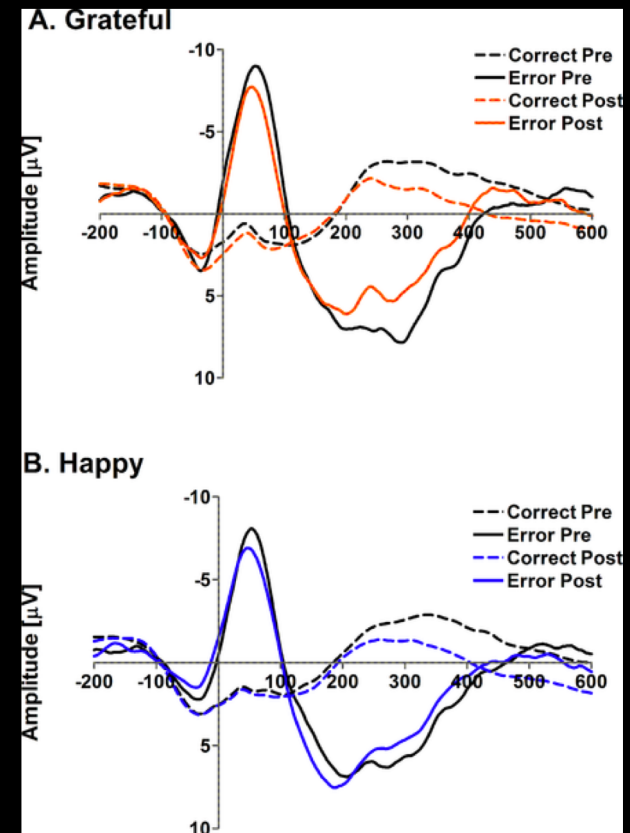 A. Grateful
-10
Correct Pre
Error Pre
Correct Post
Error Post
-5
Amplitude [µV]
-200 -100 100 200 300 400 500 600
5
10
B. Happy
-10
Correct Pre
Error Pre
Correct Post
Error Post
-5
Amplitude [µV]
-200 -100 100 200 300 400 500 600
5
10